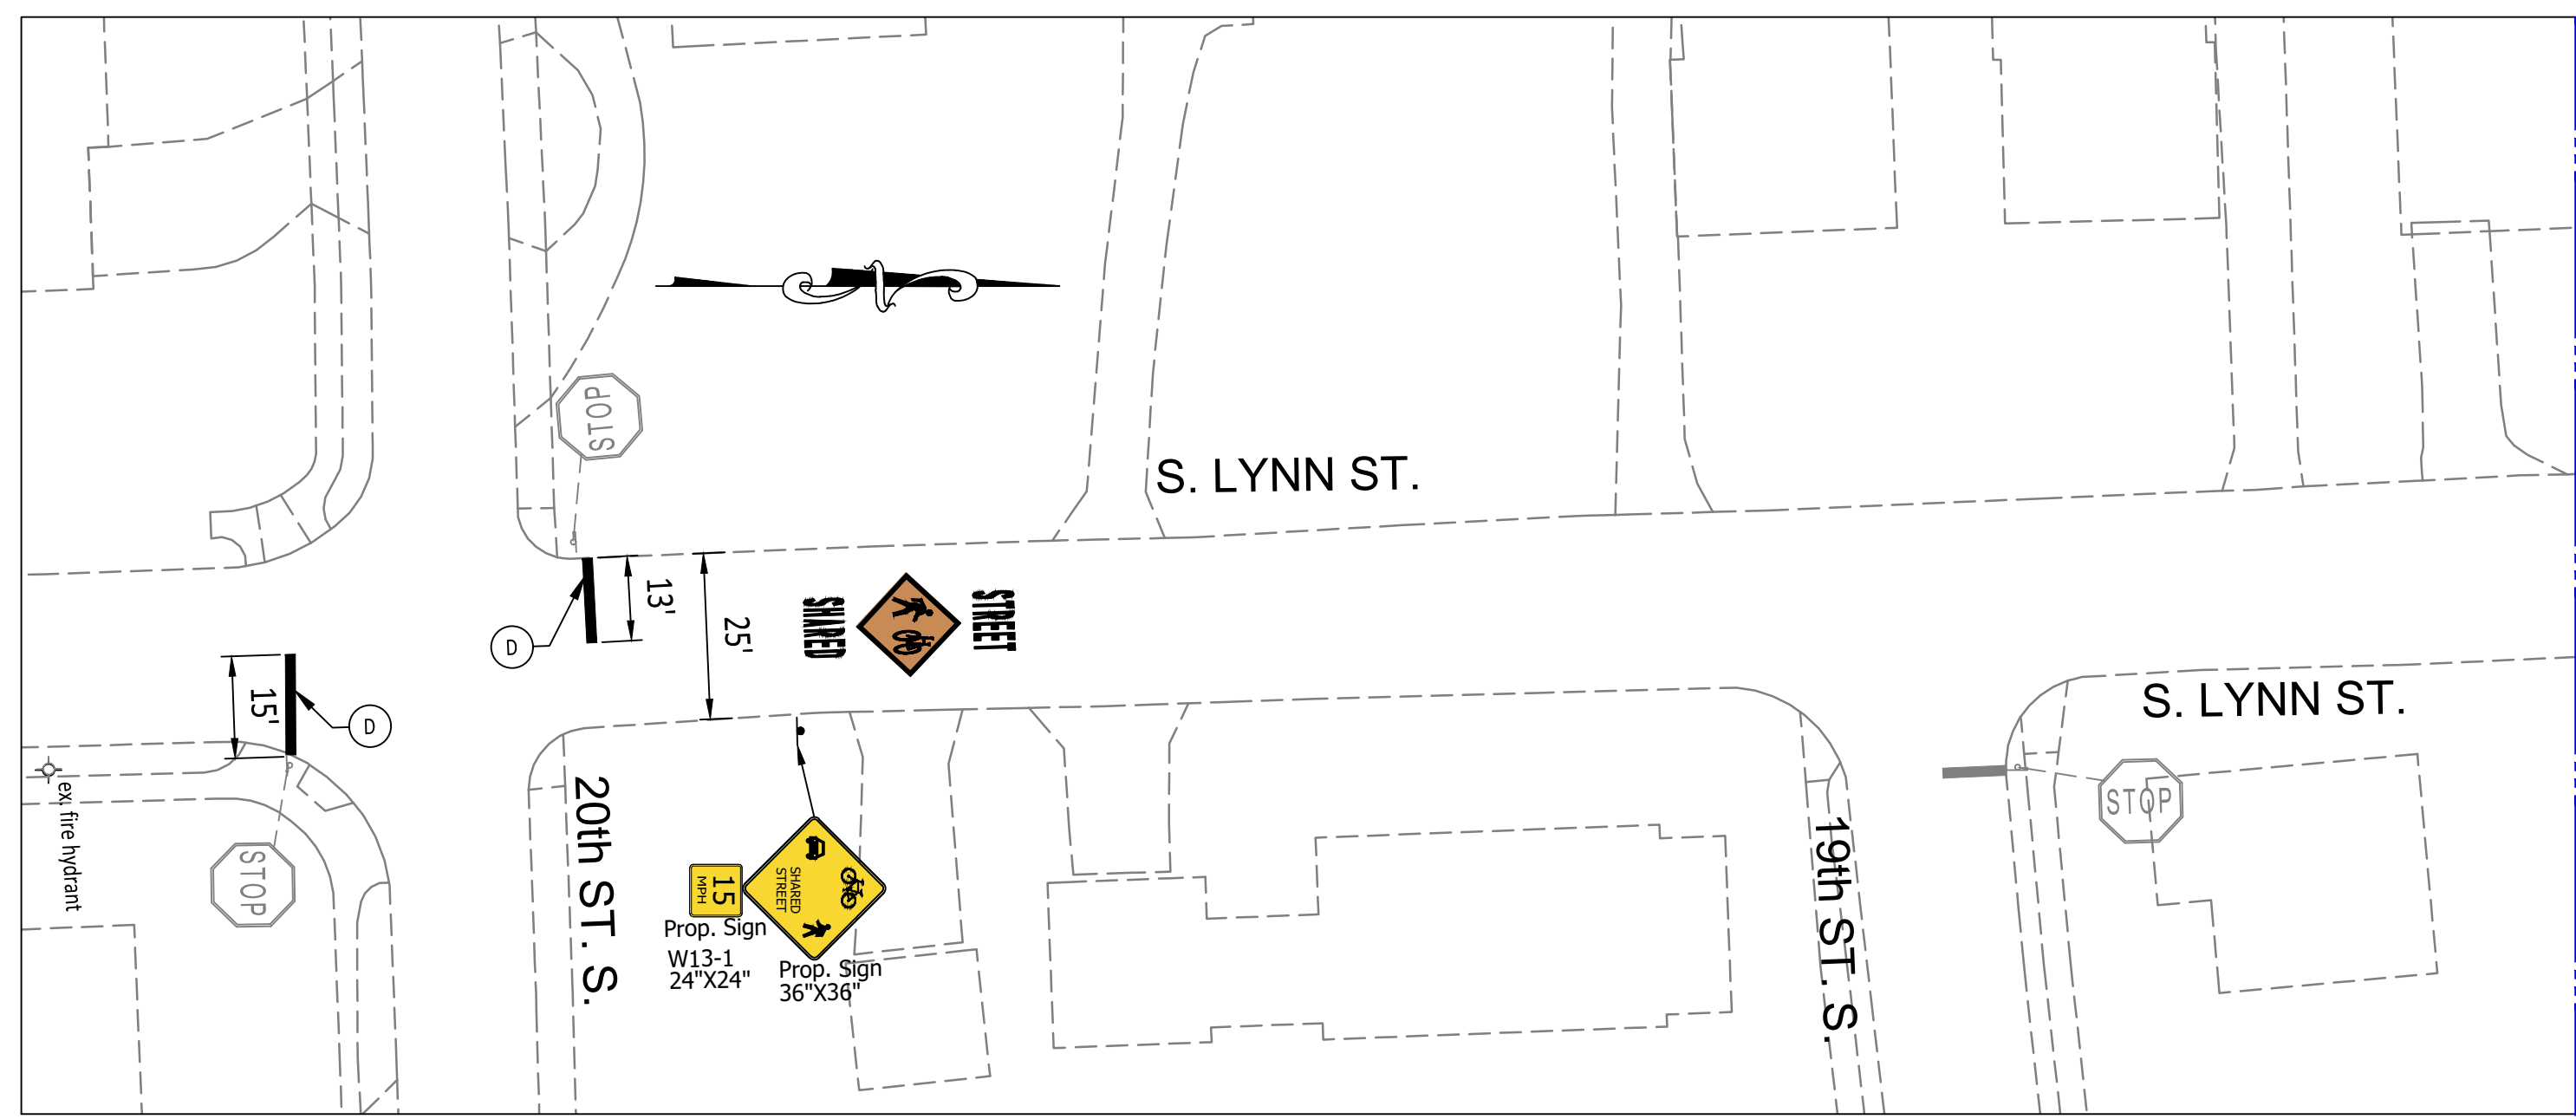 STOP
S. LYNN ST.
13'
25'
SHARED
STREET
D
15'
D
S. LYNN ST.
ex. fire hydrant
STOP
20th ST. S.
15
MPH
SHARED
STREET
Prop. Sign
W13-1
24"X24"
Prop. Sign
36"X36"
19th ST. S.
STOP
N